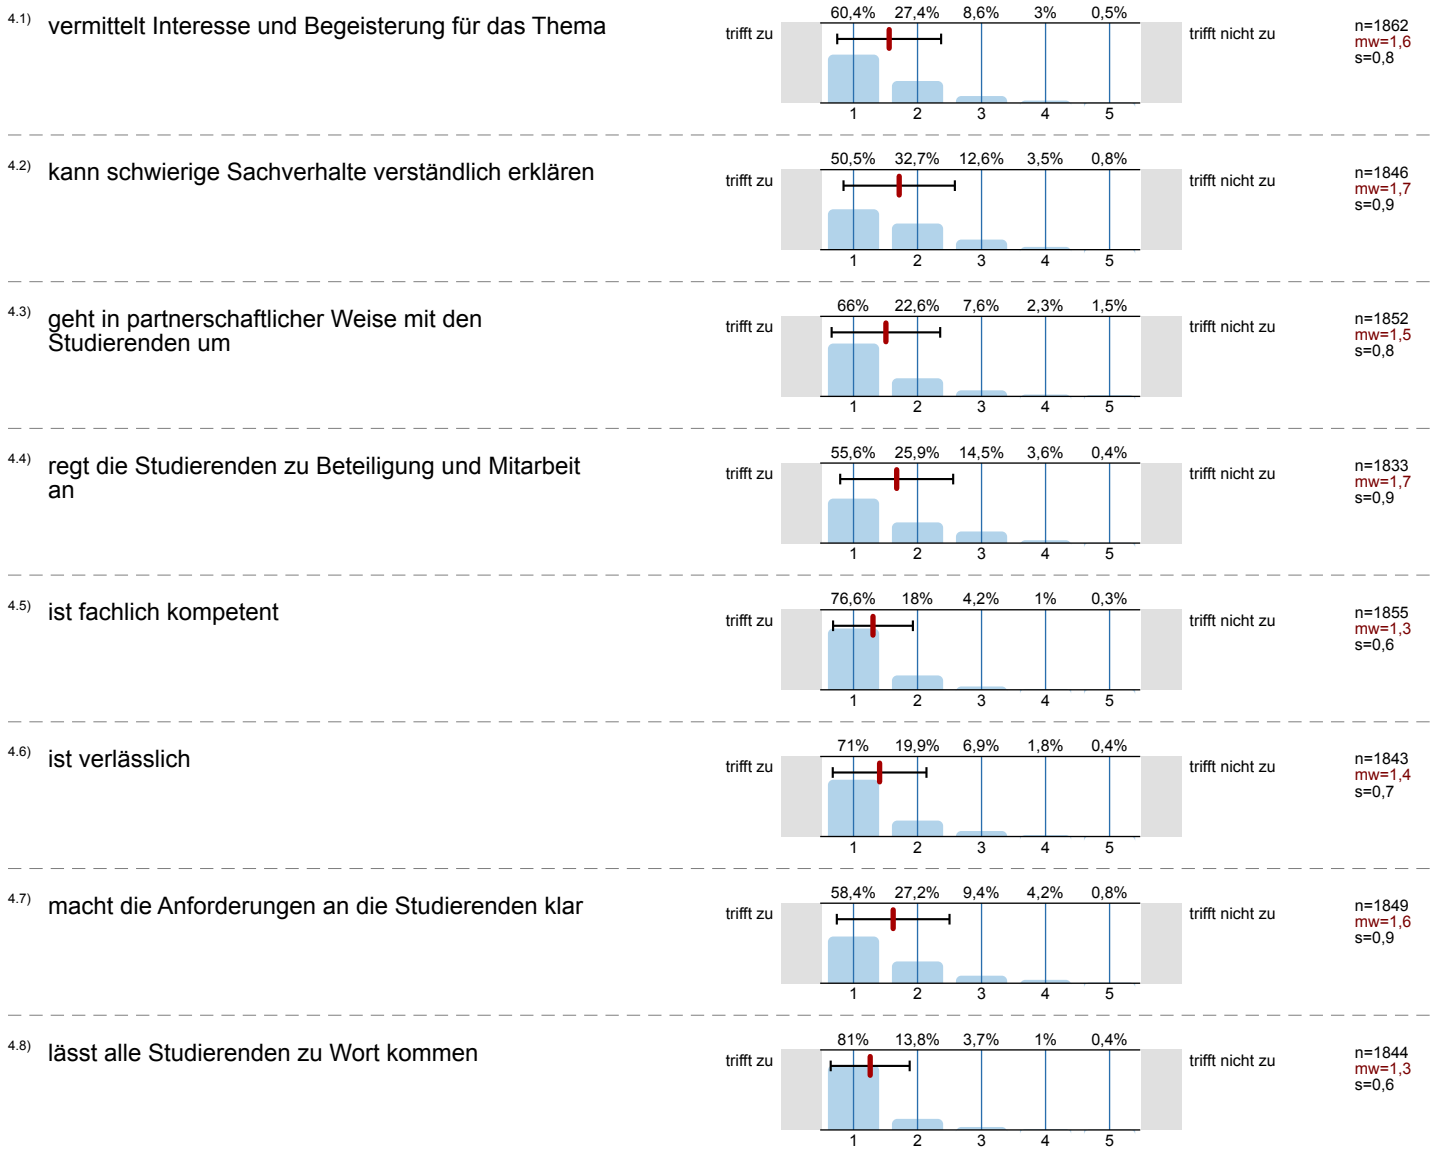 4.1) vermittelt Interesse und Begeisterung für das Thema
60,4% 27,4% 8,6% 3% 0,5%
trifft zu
trifft nicht zu
n=1862
mw=1,6
s=0,8
1 2 3 4 5
4.2) kann schwierige Sachverhalte verständlich erklären
50,5% 32,7% 12,6% 3,5% 0,8%
trifft zu
trifft nicht zu
n=1846
mw=1,7
s=0,9
1 2 3 4 5
4.3) geht in partnerschaftlicher Weise mit den
Studierenden um
66% 22,6% 7,6% 2,3% 1,5%
trifft zu
trifft nicht zu
n=1852
mw=1,5
s=0,8
1 2 3 4 5
4.4) regt die Studierenden zu Beteiligung und Mitarbeit
an
55,6% 25,9% 14,5% 3,6% 0,4%
trifft zu
trifft nicht zu
n=1833
mw=1,7
s=0,9
1 2 3 4 5
4.5) ist fachlich kompetent
76,6% 18% 4,2% 1% 0,3%
trifft zu
trifft nicht zu
n=1855
mw=1,3
s=0,6
1 2 3 4 5
4.6) ist verlässlich
71% 19,9% 6,9% 1,8% 0,4%
trifft zu
trifft nicht zu
n=1843
mw=1,4
s=0,7
1 2 3 4 5
4.7) macht die Anforderungen an die Studierenden klar
58,4% 27,2% 9,4% 4,2% 0,8%
trifft zu
trifft nicht zu
n=1849
mw=1,6
s=0,9
1 2 3 4 5
4.8) lässt alle Studierenden zu Wort kommen
81% 13,8% 3,7% 1% 0,4%
trifft zu
trifft nicht zu
n=1844
mw=1,3
s=0,6
1 2 3 4 5